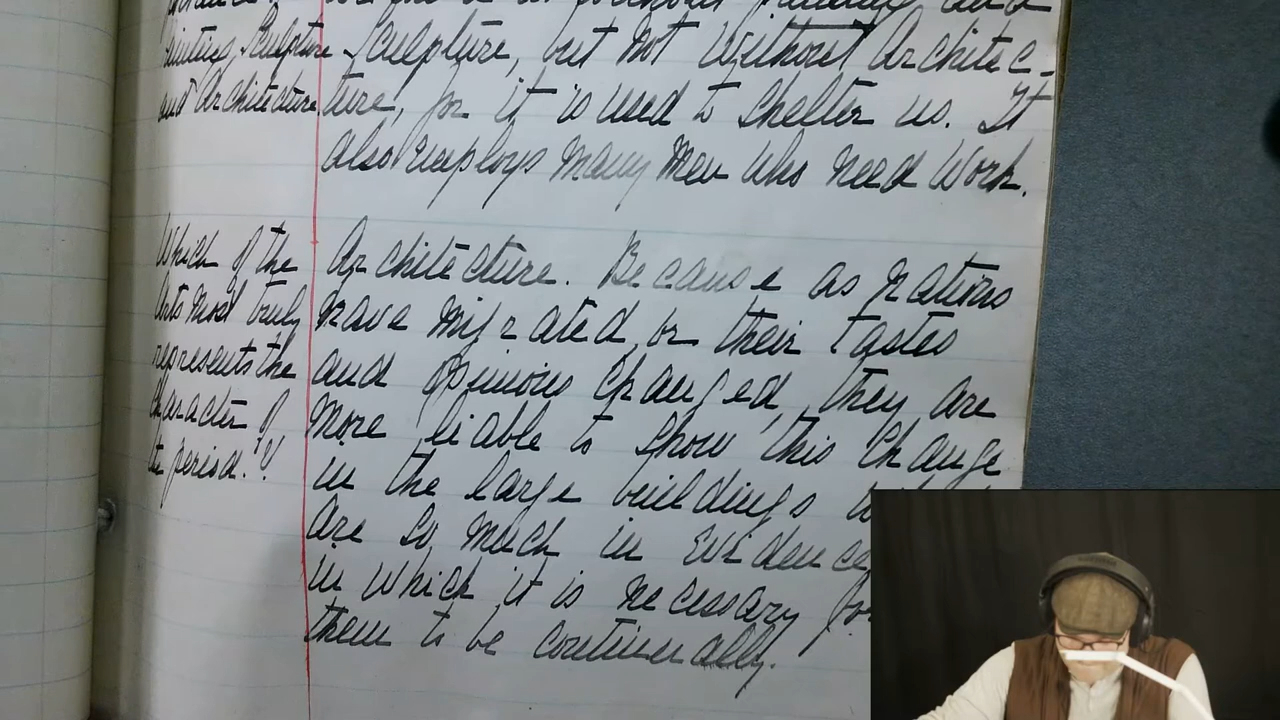 painting, Sculpture
and Architecture.
Sculpture, but not without Architec-
ture, for it is used to shelter us. It
also employs many men who need work.
Which of the
Arts most truly
represents the
Character of
the period."?"
Architecture. Because as nations
have migrated, or their tastes
and opinions changed, they are
more liable to show this change
in the large buildings
are so much in evidence
in which it is necessary for
them to be continually.